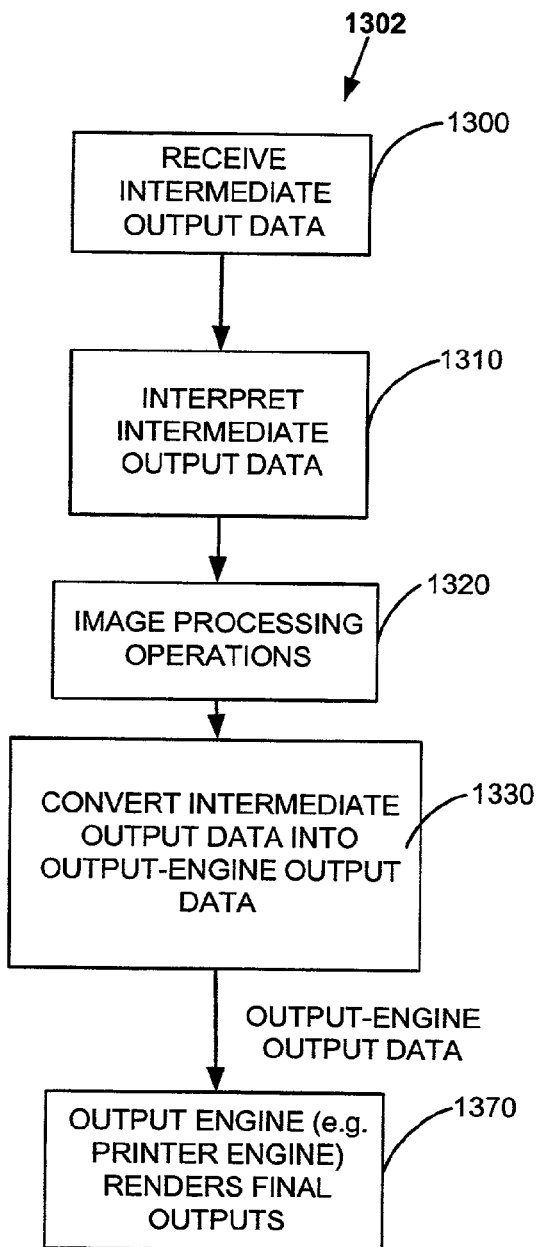 1302
1300
RECEIVE
INTERMEDIATE
OUTPUT DATA
1310
INTERPRET
INTERMEDIATE
OUTPUT DATA
1320
IMAGE PROCESSING
OPERATIONS
1330
CONVERT INTERMEDIATE
OUTPUT DATA INTO
OUTPUT-ENGINE OUTPUT
DATA
OUTPUT-ENGINE
OUTPUT DATA
1370
OUTPUT ENGINE (e.g.
PRINTER ENGINE)
RENDERS FINAL
OUTPUTS